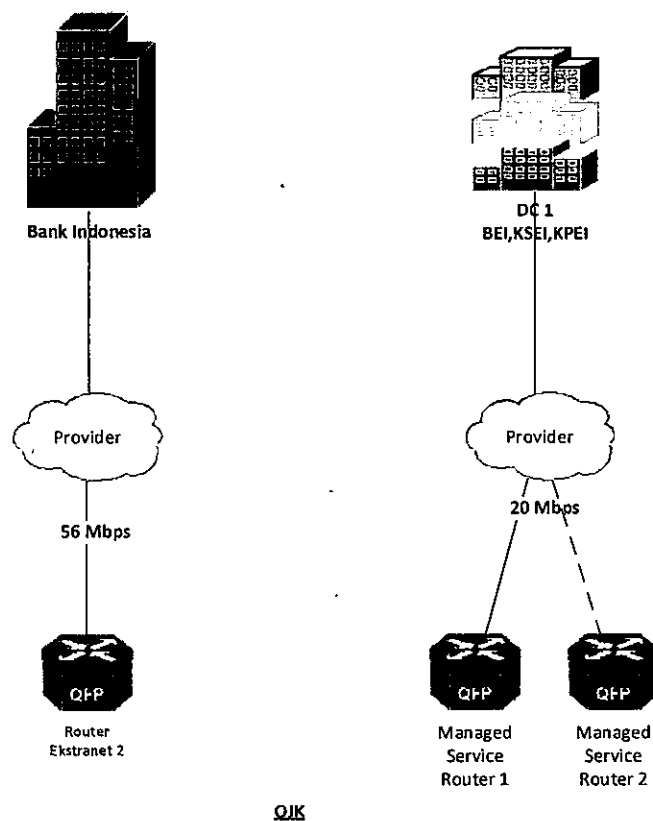 Bank Indonesia
DC 1
BEI,KSEI,KPEI
Provider
Provider
56 Mbps
20 Mbps
QFP
QFP
QFP
Router
Ekstranet 2
Managed
Service
Router 1
Managed
Service
Router 2
OJK